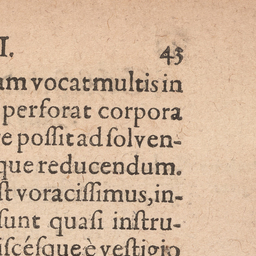 I. 43
am vocat multis in
perforat corpora
e possit ad solven-
que reducendum.
st voracissimus, in-
sunt quasi instru-
iscésque è vestigio